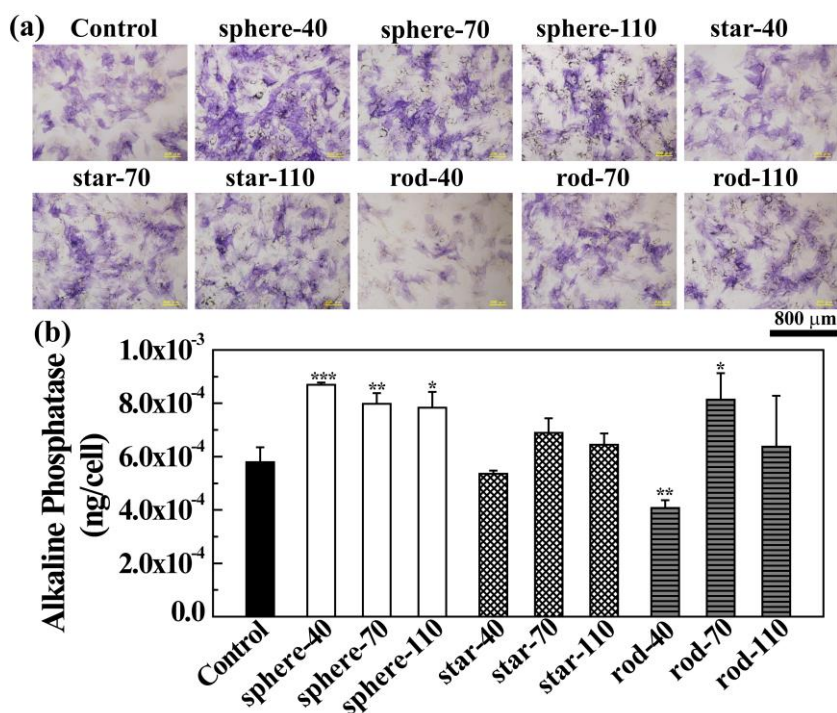 (a) Control sphere-40 sphere-70 sphere-110 star-40
star-70 star-110 rod-40 rod-70 rod-110
800 μm
(b)
Alkaline Phosphatase
(ng/cell)
1.0x10⁻³
8.0x10⁻⁴
6.0x10⁻⁴
4.0x10⁻⁴
2.0x10⁻⁴
0.0
*** ** * ** *
Control sphere-40 sphere-70 sphere-110 star-40 star-70 star-110 rod-40 rod-70 rod-110